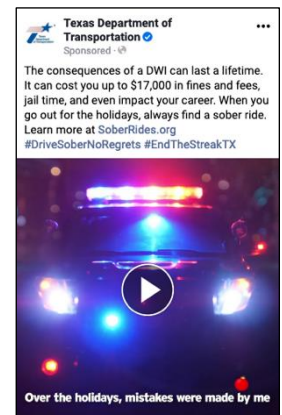 Texas Department of
Transportation
Sponsored ·
The consequences of a DWI can last a lifetime.
It can cost you up to $17,000 in fines and fees,
jail time, and even impact your career. When you
go out for the holidays, always find a sober ride.
Learn more at SoberRides.org
#DriveSoberNoRegrets #EndTheStreakTX
Over the holidays, mistakes were made by me